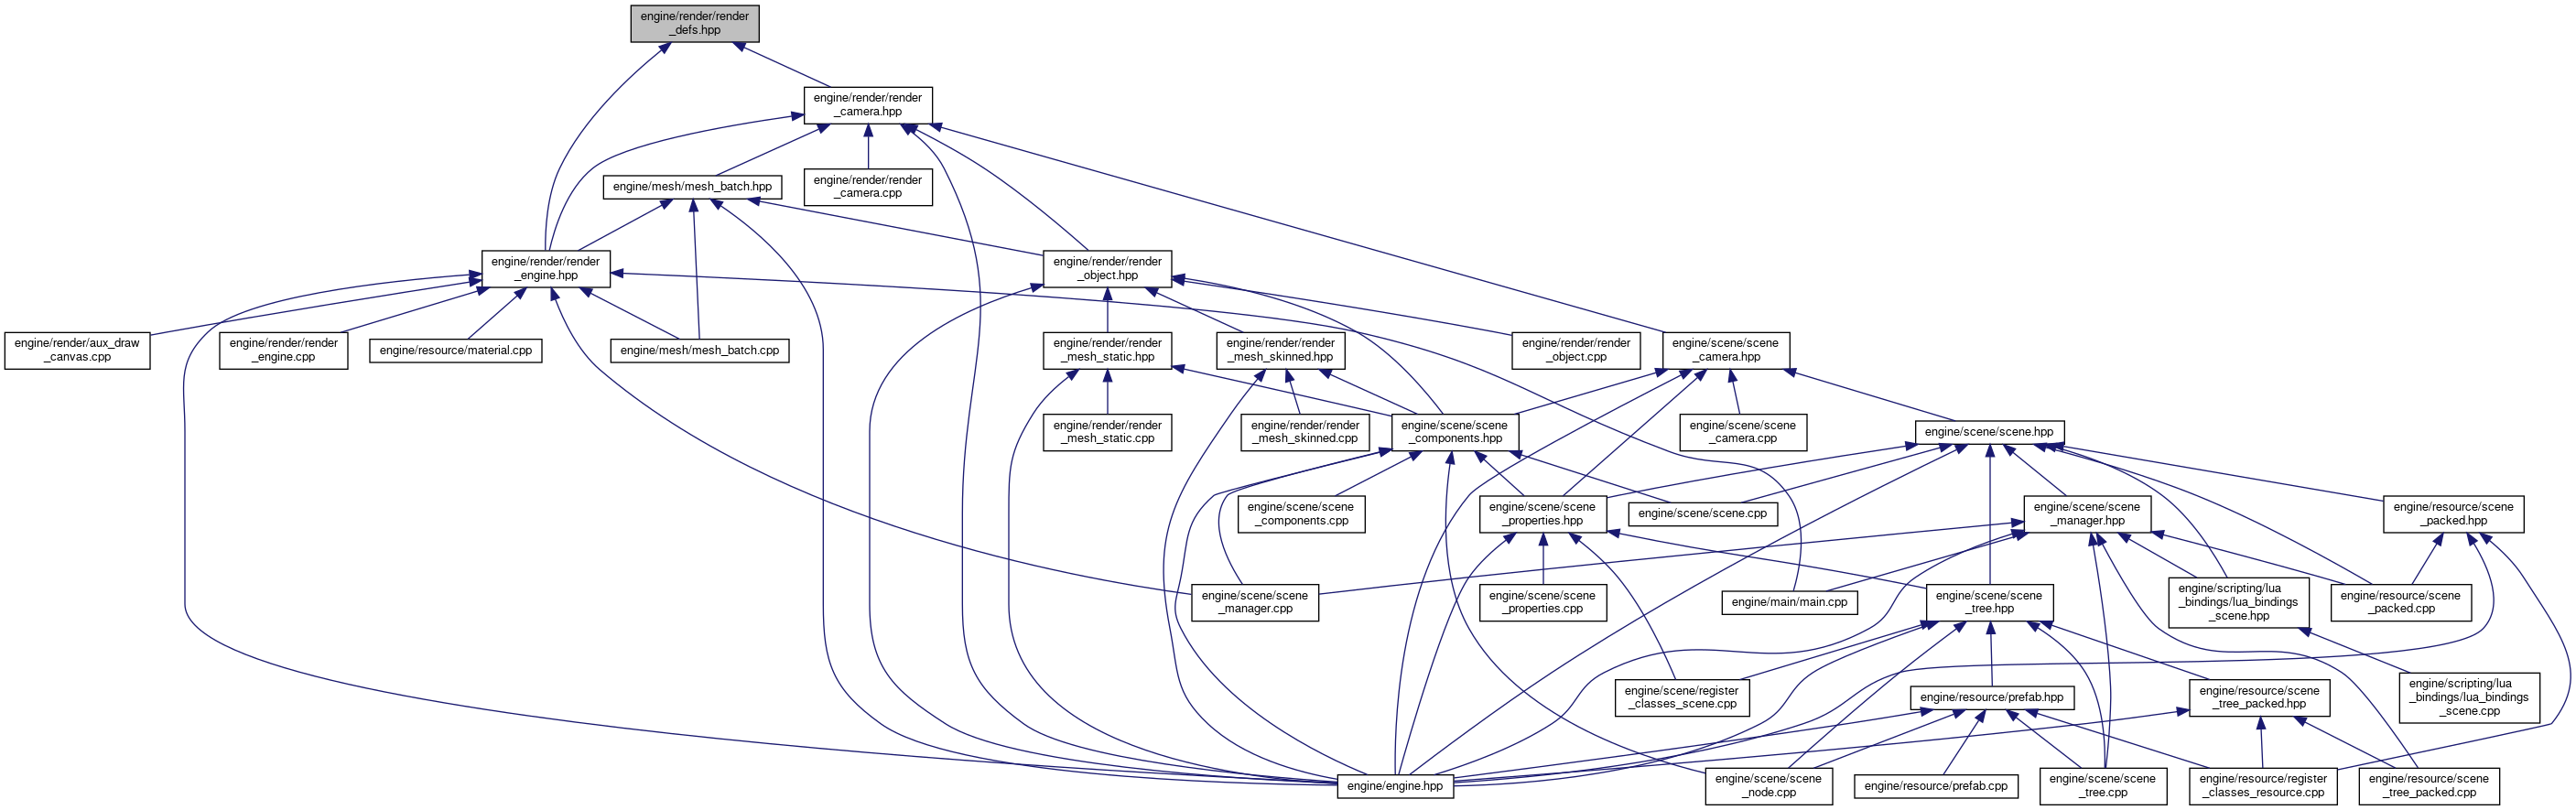 engine/render/render
_defs.hpp
engine/render/render
_camera.hpp
engine/mesh/mesh_batch.hpp
engine/render/render
_camera.cpp
engine/render/render
_engine.hpp
engine/render/render
_object.hpp
engine/render/aux_draw
_canvas.cpp
engine/render/render
_engine.cpp
engine/resource/material.cpp
engine/mesh/mesh_batch.cpp
engine/render/render
_mesh_static.hpp
engine/render/render
_mesh_skinned.hpp
engine/render/render
_object.cpp
engine/scene/scene
_camera.hpp
engine/render/render
_mesh_static.cpp
engine/render/render
_mesh_skinned.cpp
engine/scene/scene
_components.hpp
engine/scene/scene
_camera.cpp
engine/scene/scene.hpp
engine/scene/scene
_components.cpp
engine/scene/scene
_properties.hpp
engine/scene/scene.cpp
engine/scene/scene
_manager.hpp
engine/resource/scene
_packed.hpp
engine/scene/scene
_manager.cpp
engine/scene/scene
_properties.cpp
engine/main/main.cpp
engine/scene/scene
_tree.hpp
engine/scripting/lua
_bindings/lua_bindings
_scene.hpp
engine/resource/scene
_packed.cpp
engine/scene/register
_classes_scene.cpp
engine/resource/prefab.hpp
engine/resource/scene
_tree_packed.hpp
engine/scripting/lua
_bindings/lua_bindings
_scene.cpp
engine/engine.hpp
engine/scene/scene
_node.cpp
engine/resource/prefab.cpp
engine/scene/scene
_tree.cpp
engine/resource/register
_classes_resource.cpp
engine/resource/scene
_tree_packed.cpp